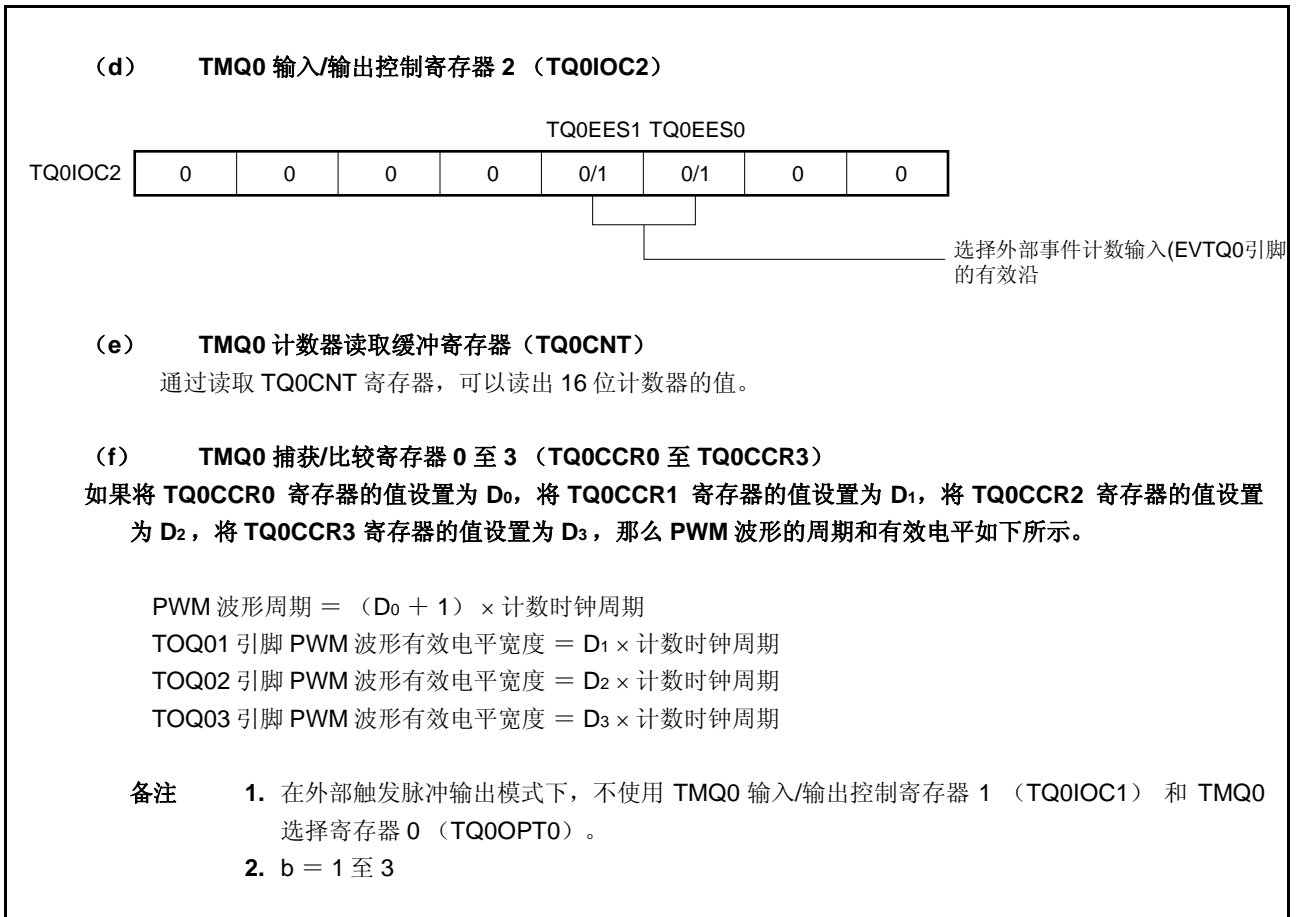 （d） TMQ0 输入/输出控制寄存器 2 （TQ0IOC2）
TQ0EES1 TQ0EES0
TQ0IOC2 0 0 0 0 0/1 0/1 0 0
选择外部事件计数输入(EVTQ0引脚
的有效沿
（e） TMQ0 计数器读取缓冲寄存器（TQ0CNT）
通过读取 TQ0CNT 寄存器，可以读出 16 位计数器的值。
（f） TMQ0 捕获/比较寄存器 0 至 3 （TQ0CCR0 至 TQ0CCR3）
如果将 TQ0CCR0 寄存器的值设置为 D0，将 TQ0CCR1 寄存器的值设置为 D1，将 TQ0CCR2 寄存器的值设置
为 D2，将 TQ0CCR3 寄存器的值设置为 D3，那么 PWM 波形的周期和有效电平如下所示。
PWM 波形周期 ＝ （D0 ＋ 1） × 计数时钟周期
TOQ01 引脚 PWM 波形有效电平宽度 ＝ D1 × 计数时钟周期
TOQ02 引脚 PWM 波形有效电平宽度 ＝ D2 × 计数时钟周期
TOQ03 引脚 PWM 波形有效电平宽度 ＝ D3 × 计数时钟周期
备注 1. 在外部触发脉冲输出模式下，不使用 TMQ0 输入/输出控制寄存器 1 （TQ0IOC1） 和 TMQ0
选择寄存器 0 （TQ0OPT0）。
2. b ＝ 1 至 3